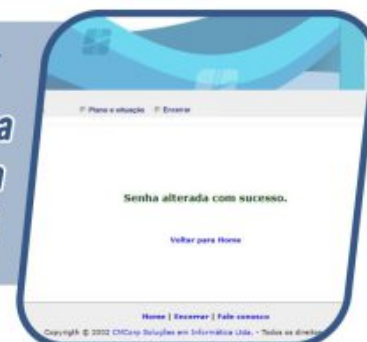 a
Plano e situação Encerrar
Senha alterada com sucesso.
Voltar para Home
Home | Encerrar | Fale conosco
Copyrigth © 2002 CMCorp Soluções em Informática Ltda. - Todos os direitos